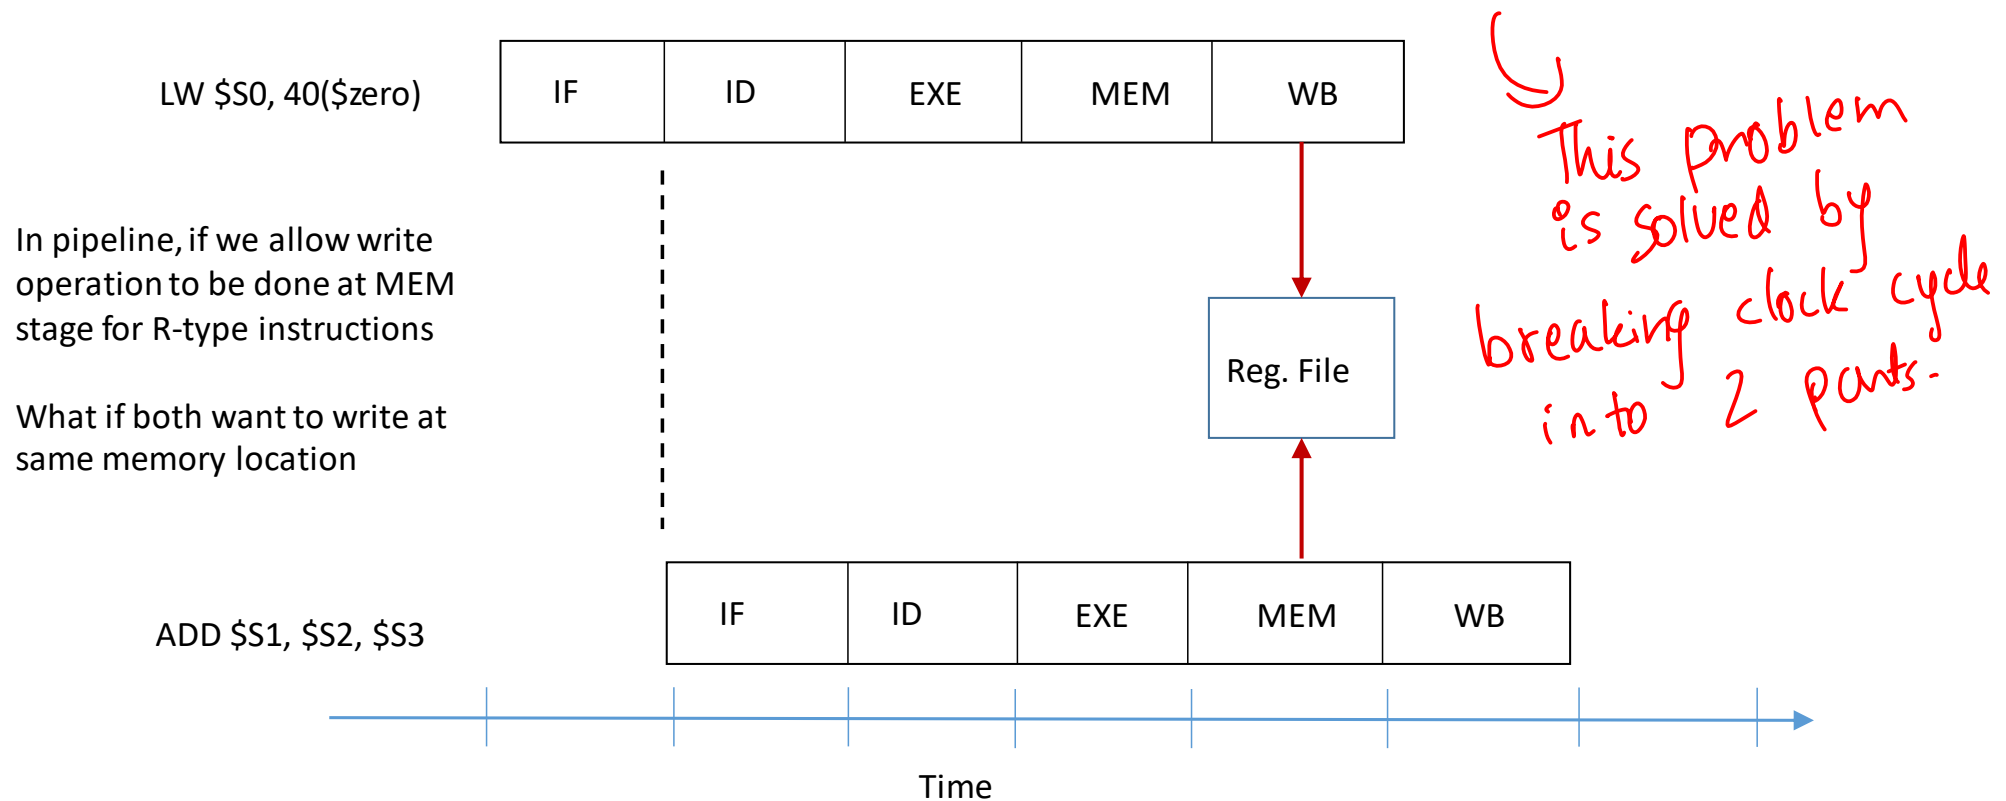 LW $S0, 40($zero)
IF
ID
EXE
MEM
WB
This problem
is solved by
breaking clock cycle
into 2 parts.
In pipeline, if we allow write
operation to be done at MEM
stage for R-type instructions
What if both want to write at
same memory location
Reg. File
ADD $S1, $S2, $S3
IF
ID
EXE
MEM
WB
Time